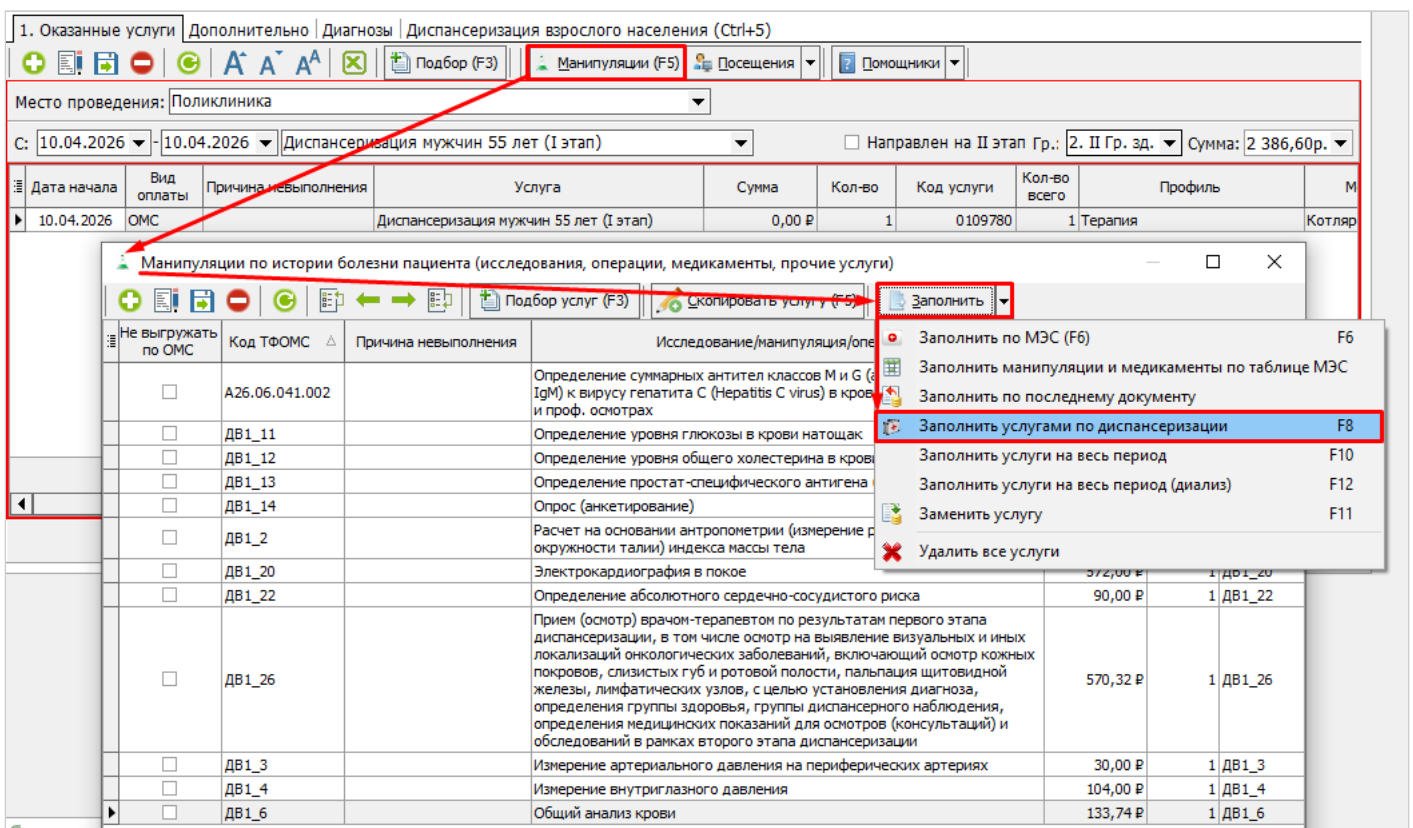 1. Оказанные услуги Дополнительно Диагнозы Диспансеризация взрослого населения (Ctrl+5)
Подбор (F3) Манипуляции (F5) Посещения Помощники
Место проведения: Поликлиника
С: 10.04.2026 - 10.04.2026 Диспансеризация мужчин 55 лет (I этап) Направлен на II этап Гр.: 2. II Гр. зд. Сумма: 2 386,60р.
Дата начала Вид оплаты Причина невыполнения Услуга Сумма Кол-во Код услуги Кол-во всего Профиль М
10.04.2026 ОМС Диспансеризация мужчин 55 лет (I этап) 0,00 ₽ 1 0109780 1 Терапия Котляр
Манипуляции по истории болезни пациента (исследования, операции, медикаменты, прочие услуги)
Подбор услуг (F3) Скопировать услугу (F5) Заполнить
Не выгружать по ОМС Код ТФОМС Причина невыполнения Исследование/манипуляция/опе
Заполнить по МЭС (F6) F6
Заполнить манипуляции и медикаменты по таблице МЭС
Заполнить по последнему документу
Заполнить услугами по диспансеризации F8
Заполнить услуги на весь период F10
Заполнить услуги на весь период (диализ) F12
Заменить услугу F11
Удалить все услуги
A26.06.041.002 Определение суммарных антител классов M и G (
IgM) к вирусу гепатита C (Hepatitis C virus) в кров
и проф. осмотрах
ДВ1_11 Определение уровня глюкозы в крови натощак
ДВ1_12 Определение уровня общего холестерина в кров
ДВ1_13 Определение простат-специфического антигена
ДВ1_14 Опрос (анкетирование)
ДВ1_2 Расчет на основании антропометрии (измерение р
окружности талии) индекса массы тела
ДВ1_20 Электрокардиография в покое 572,00 ₽ 1 ДВ1_20
ДВ1_22 Определение абсолютного сердечно-сосудистого риска 90,00 ₽ 1 ДВ1_22
Прием (осмотр) врачом-терапевтом по результатам первого этапа
диспансеризации, в том числе осмотр на выявление визуальных и иных
локализаций онкологических заболеваний, включающий осмотр кожных
покровов, слизистых губ и ротовой полости, пальпация щитовидной
ДВ1_26 железы, лимфатических узлов, с целью установления диагноза, 570,32 ₽ 1 ДВ1_26
определения группы здоровья, группы диспансерного наблюдения,
определения медицинских показаний для осмотров (консультаций) и
обследований в рамках второго этапа диспансеризации
ДВ1_3 Измерение артериального давления на периферических артериях 30,00 ₽ 1 ДВ1_3
ДВ1_4 Измерение внутриглазного давления 104,00 ₽ 1 ДВ1_4
ДВ1_6 Общий анализ крови 133,74 ₽ 1 ДВ1_6